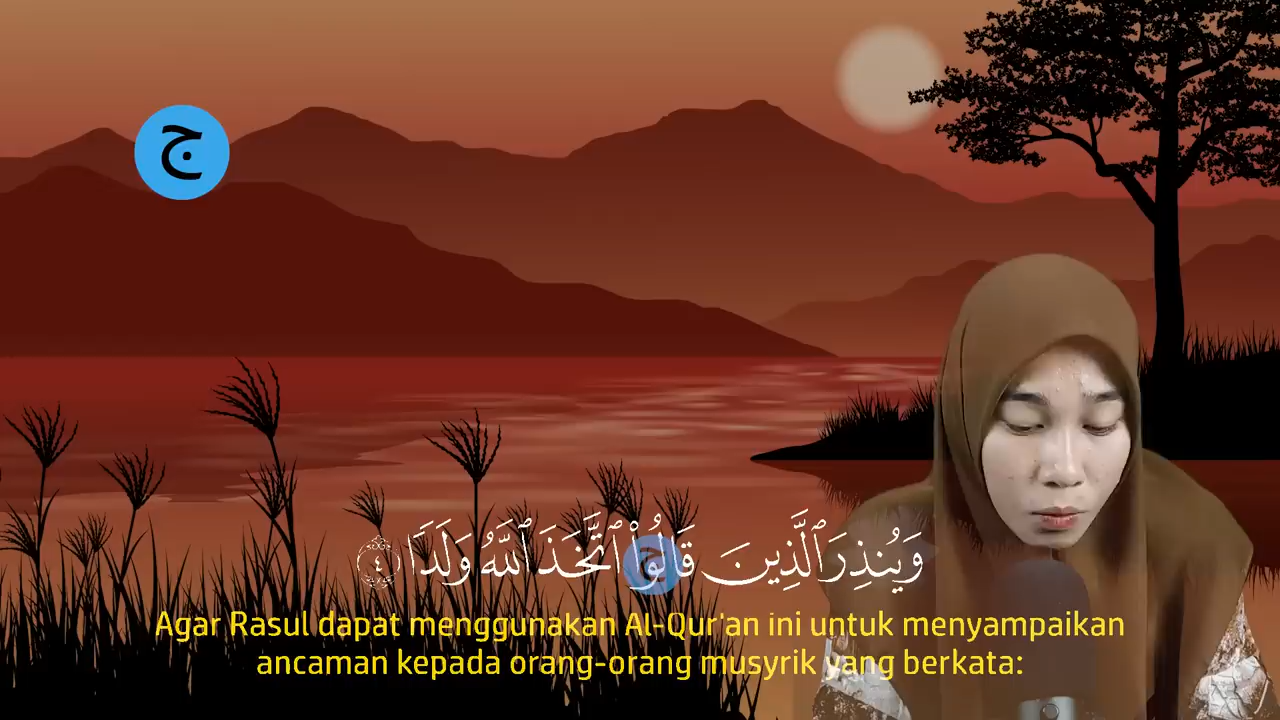 ج
وَيُنذِرَ ٱلَّذِينَ قَالُوا۟ ٱتَّخَذَ ٱللَّهُ وَلَدًا ٤
ج
Agar Rasul dapat menggunakan Al-Qur'an ini untuk menyampaikan
ancaman kepada orang-orang musyrik yang berkata: